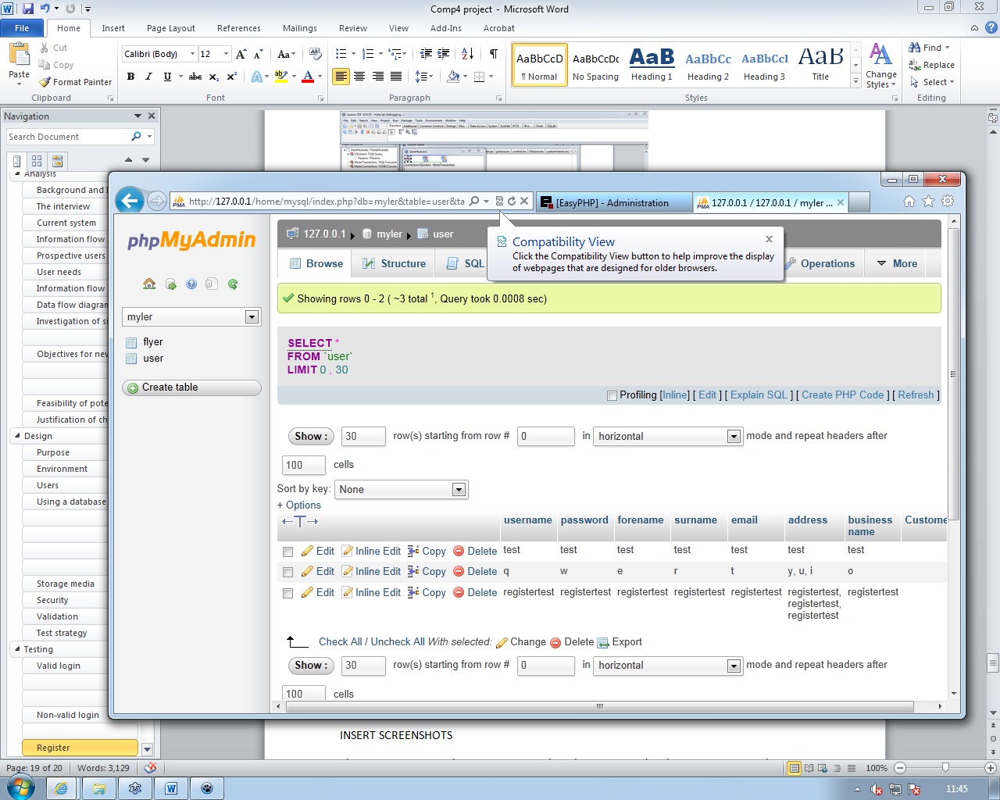 Comp4 project - Microsoft Word
File Home Insert Page Layout References Mailings Review View Add-Ins Acrobat
Paste
Cut
Copy
Format Painter
Clipboard
Calibri (Body) 12
Font
Paragraph
AaBbCcD AaBbCcDc AaB AaBbCc AaBbCcI AaB
¶ Normal No Spacing Heading 1 Heading 2 Heading 3 Title
Change Styles
Styles
Find
Replace
Select
Editing
Navigation
Search Document
Analysis
Background and I
The interview
Current system
Information flow
Prospective users
User needs
Information flow
Data flow diagran
Investigation of si
Objectives for nev
Feasibility of pote
Justification of ch
Design
Purpose
Environment
Users
Using a database
Storage media
Security
Validation
Test strategy
Testing
Valid login
Non-valid login
Register
http://127.0.0.1/home/mysql/index.php?db=myler&table=user&ta
[EasyPHP] - Administration
127.0.0.1 / 127.0.0.1 / myler ...
phpMyAdmin
myler
flyer
user
Create table
127.0.0.1 myler user
Browse Structure SQL Operations More
Compatibility View
Click the Compatibility View button to help improve the display
of webpages that are designed for older browsers.
Showing rows 0 - 2 ( ~3 total 1, Query took 0.0008 sec)
SELECT *
FROM `user`
LIMIT 0 , 30
Profiling [Inline] [ Edit ] [ Explain SQL ] [ Create PHP Code ] [ Refresh ]
Show : 30 row(s) starting from row # 0 in horizontal mode and repeat headers after
100 cells
Sort by key: None
+ Options
←T→ username password forename surname email address business name Custome
Edit Inline Edit Copy Delete test test test test test test test
Edit Inline Edit Copy Delete q w e r t y, u, i o
Edit Inline Edit Copy Delete registertest registertest registertest registertest registertest registertest, registertest
registertest,
registertest
Check All / Uncheck All With selected: Change Delete Export
Show : 30 row(s) starting from row # 0 in horizontal mode and repeat headers after
100 cells
INSERT SCREENSHOTS
Page: 19 of 20 Words: 3,129
100%
11:45